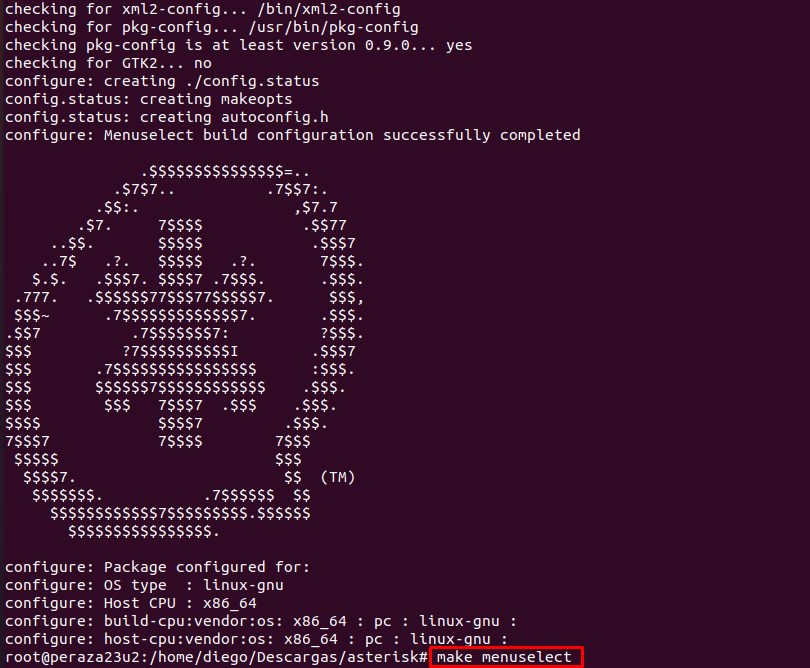 checking for xml2-config... /bin/xml2-config
checking for pkg-config... /usr/bin/pkg-config
checking pkg-config is at least version 0.9.0... yes
checking for GTK2... no
configure: creating ./config.status
config.status: creating makeopts
config.status: creating autoconfig.h
configure: Menuselect build configuration successfully completed

               .$$$$$$$$$$$$$$$=..
            .$7$7..          .7$$7:.
          .$$:.                 ,$7.7
        .$7.     7$$$$           .$$77
     ..$$.       $$$$$            .$$$7
    ..7$   .?.   $$$$$   .?.       7$$$.
   $.$.   .$$$7. $$$$7 .7$$$.      .$$$.
 .777.   .$$$$$$77$$$77$$$$$7.      $$$,
 $$$~      .7$$$$$$$$$$$$$7.       .$$$.
.$$7          .7$$$$$$$7:          ?$$$.
$$$          ?7$$$$$$$$$$I        .$$$7
$$$       .7$$$$$$$$$$$$$$$$      :$$$.
$$$       $$$$$$7$$$$$$$$$$$$    .$$$.
$$$        $$$   7$$$7  .$$$    .$$$.
$$$$             $$$$7         .$$$.
7$$$7            7$$$$        7$$$
 $$$$$                        $$$
  $$$$7.                       $$  (TM)
   $$$$$$$.           .7$$$$$$  $$
     $$$$$$$$$$$$7$$$$$$$$$.$$$$$$
       $$$$$$$$$$$$$$$$.

configure: Package configured for:
configure: OS type  : linux-gnu
configure: Host CPU : x86_64
configure: build-cpu:vendor:os: x86_64 : pc : linux-gnu :
configure: host-cpu:vendor:os: x86_64 : pc : linux-gnu :
root@peraza23u2:/home/diego/Descargas/asterisk# make menuselect